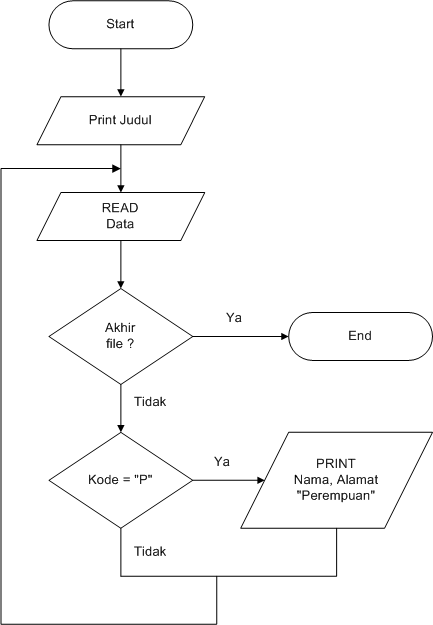 Start
Print Judul
READ
Data
Akhir
file ?
Ya
End
Tidak
Kode = "P"
Ya
PRINT
Nama, Alamat
"Perempuan"
Tidak